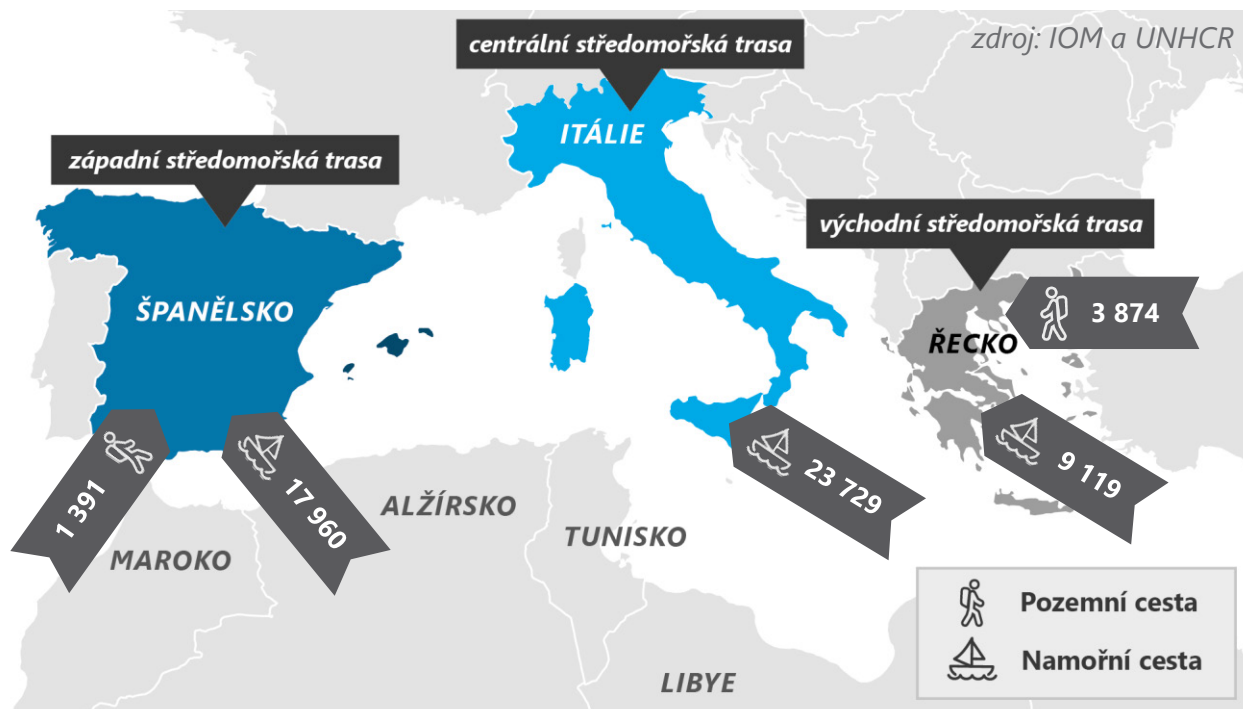 zdroj: IOM a UNHCR
centrální středomořská trasa
ITÁLIE
západní středomořská trasa
východní středomořská trasa
ŠPANĚLSKO
3 874
ŘECKO
1 391
17 960
23 729
9 119
ALŽÍRSKO
TUNISKO
MAROKO
LIBYE
Pozemní cesta
Namořní cesta